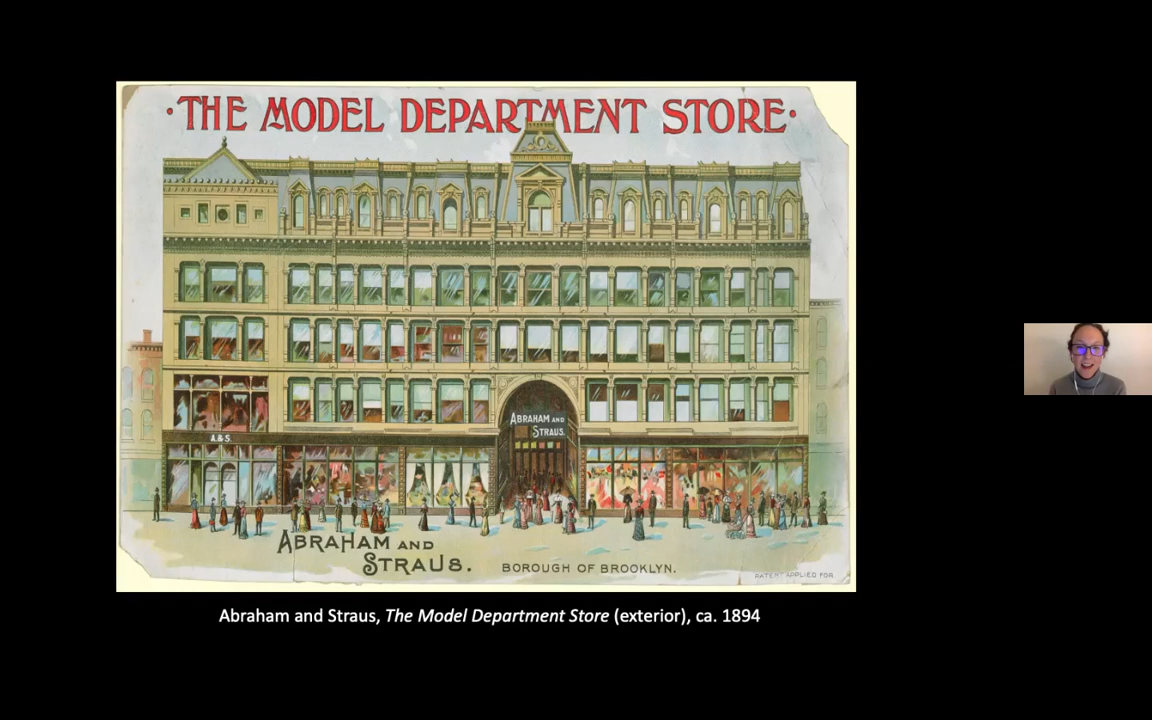 ·THE MODEL DEPARTMENT STORE·
ABRAHAM AND
STRAUS.
A.& S.
ABRAHAM AND
STRAUS.
BOROUGH OF BROOKLYN.
PATENT APPLIED FOR
Abraham and Straus, The Model Department Store (exterior), ca. 1894